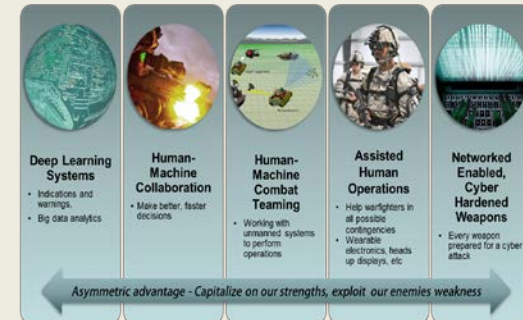 Deep Learning
Systems
• Indications and
warnings,
• Big data analytics
Human-
Machine
Collaboration
• Make better, faster
decisions
Human-
Machine
Combat
Teaming
• Working with
unmanned systems
to perform
operations
Assisted
Human
Operations
• Help warfighters in
all possible
contingencies
• Wearable
electronics, heads
up displays, etc
Networked
Enabled,
Cyber
Hardened
Weapons
• Every weapon
prepared for a cyber
attack
Asymmetric advantage - Capitalize on our strengths, exploit our enemies weakness